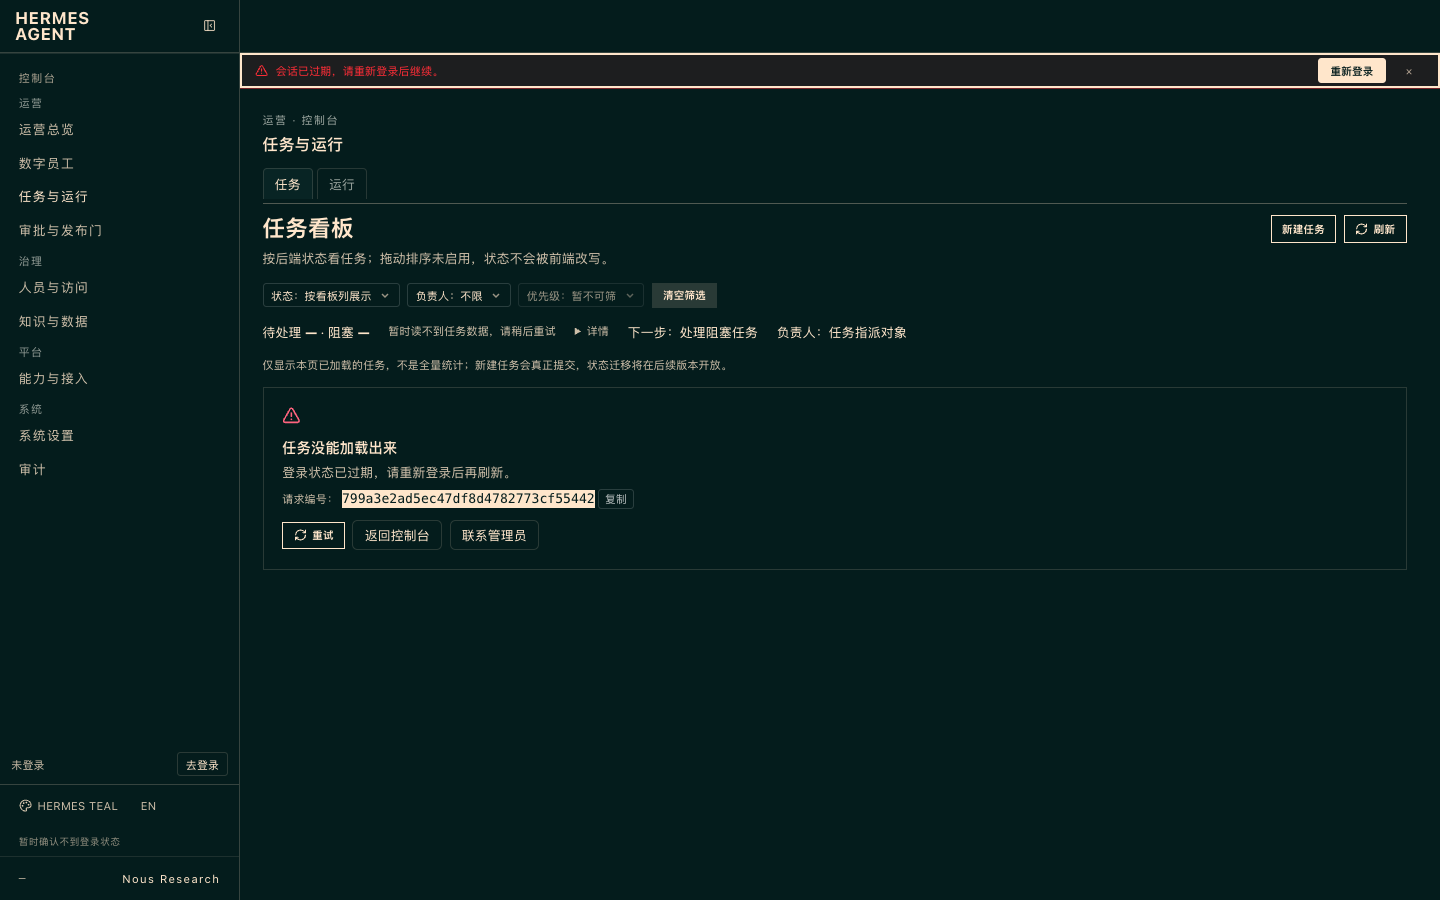 HERMES
AGENT
控制台
运营
运营总览
数字员工
任务与运行
审批与发布门
治理
人员与访问
知识与数据
平台
能力与接入
系统
系统设置
审计
未登录
去登录
HERMES TEAL EN
暂时确认不到登录状态
— Nous Research
会话已过期，请重新登录后继续。
重新登录 ×
运营 · 控制台
任务与运行
任务 运行
任务看板
新建任务 刷新
按后端状态看任务；拖动排序未启用，状态不会被前端改写。
状态：按看板列展示 负责人：不限 优先级：暂不可筛 清空筛选
待处理 — · 阻塞 — 暂时读不到任务数据，请稍后重试 ▶ 详情 下一步：处理阻塞任务 负责人：任务指派对象
仅显示本页已加载的任务，不是全量统计；新建任务会真正提交，状态迁移将在后续版本开放。
任务没能加载出来
登录状态已过期，请重新登录后再刷新。
请求编号： 799a3e2ad5ec47df8d4782773cf55442 复制
重试 返回控制台 联系管理员